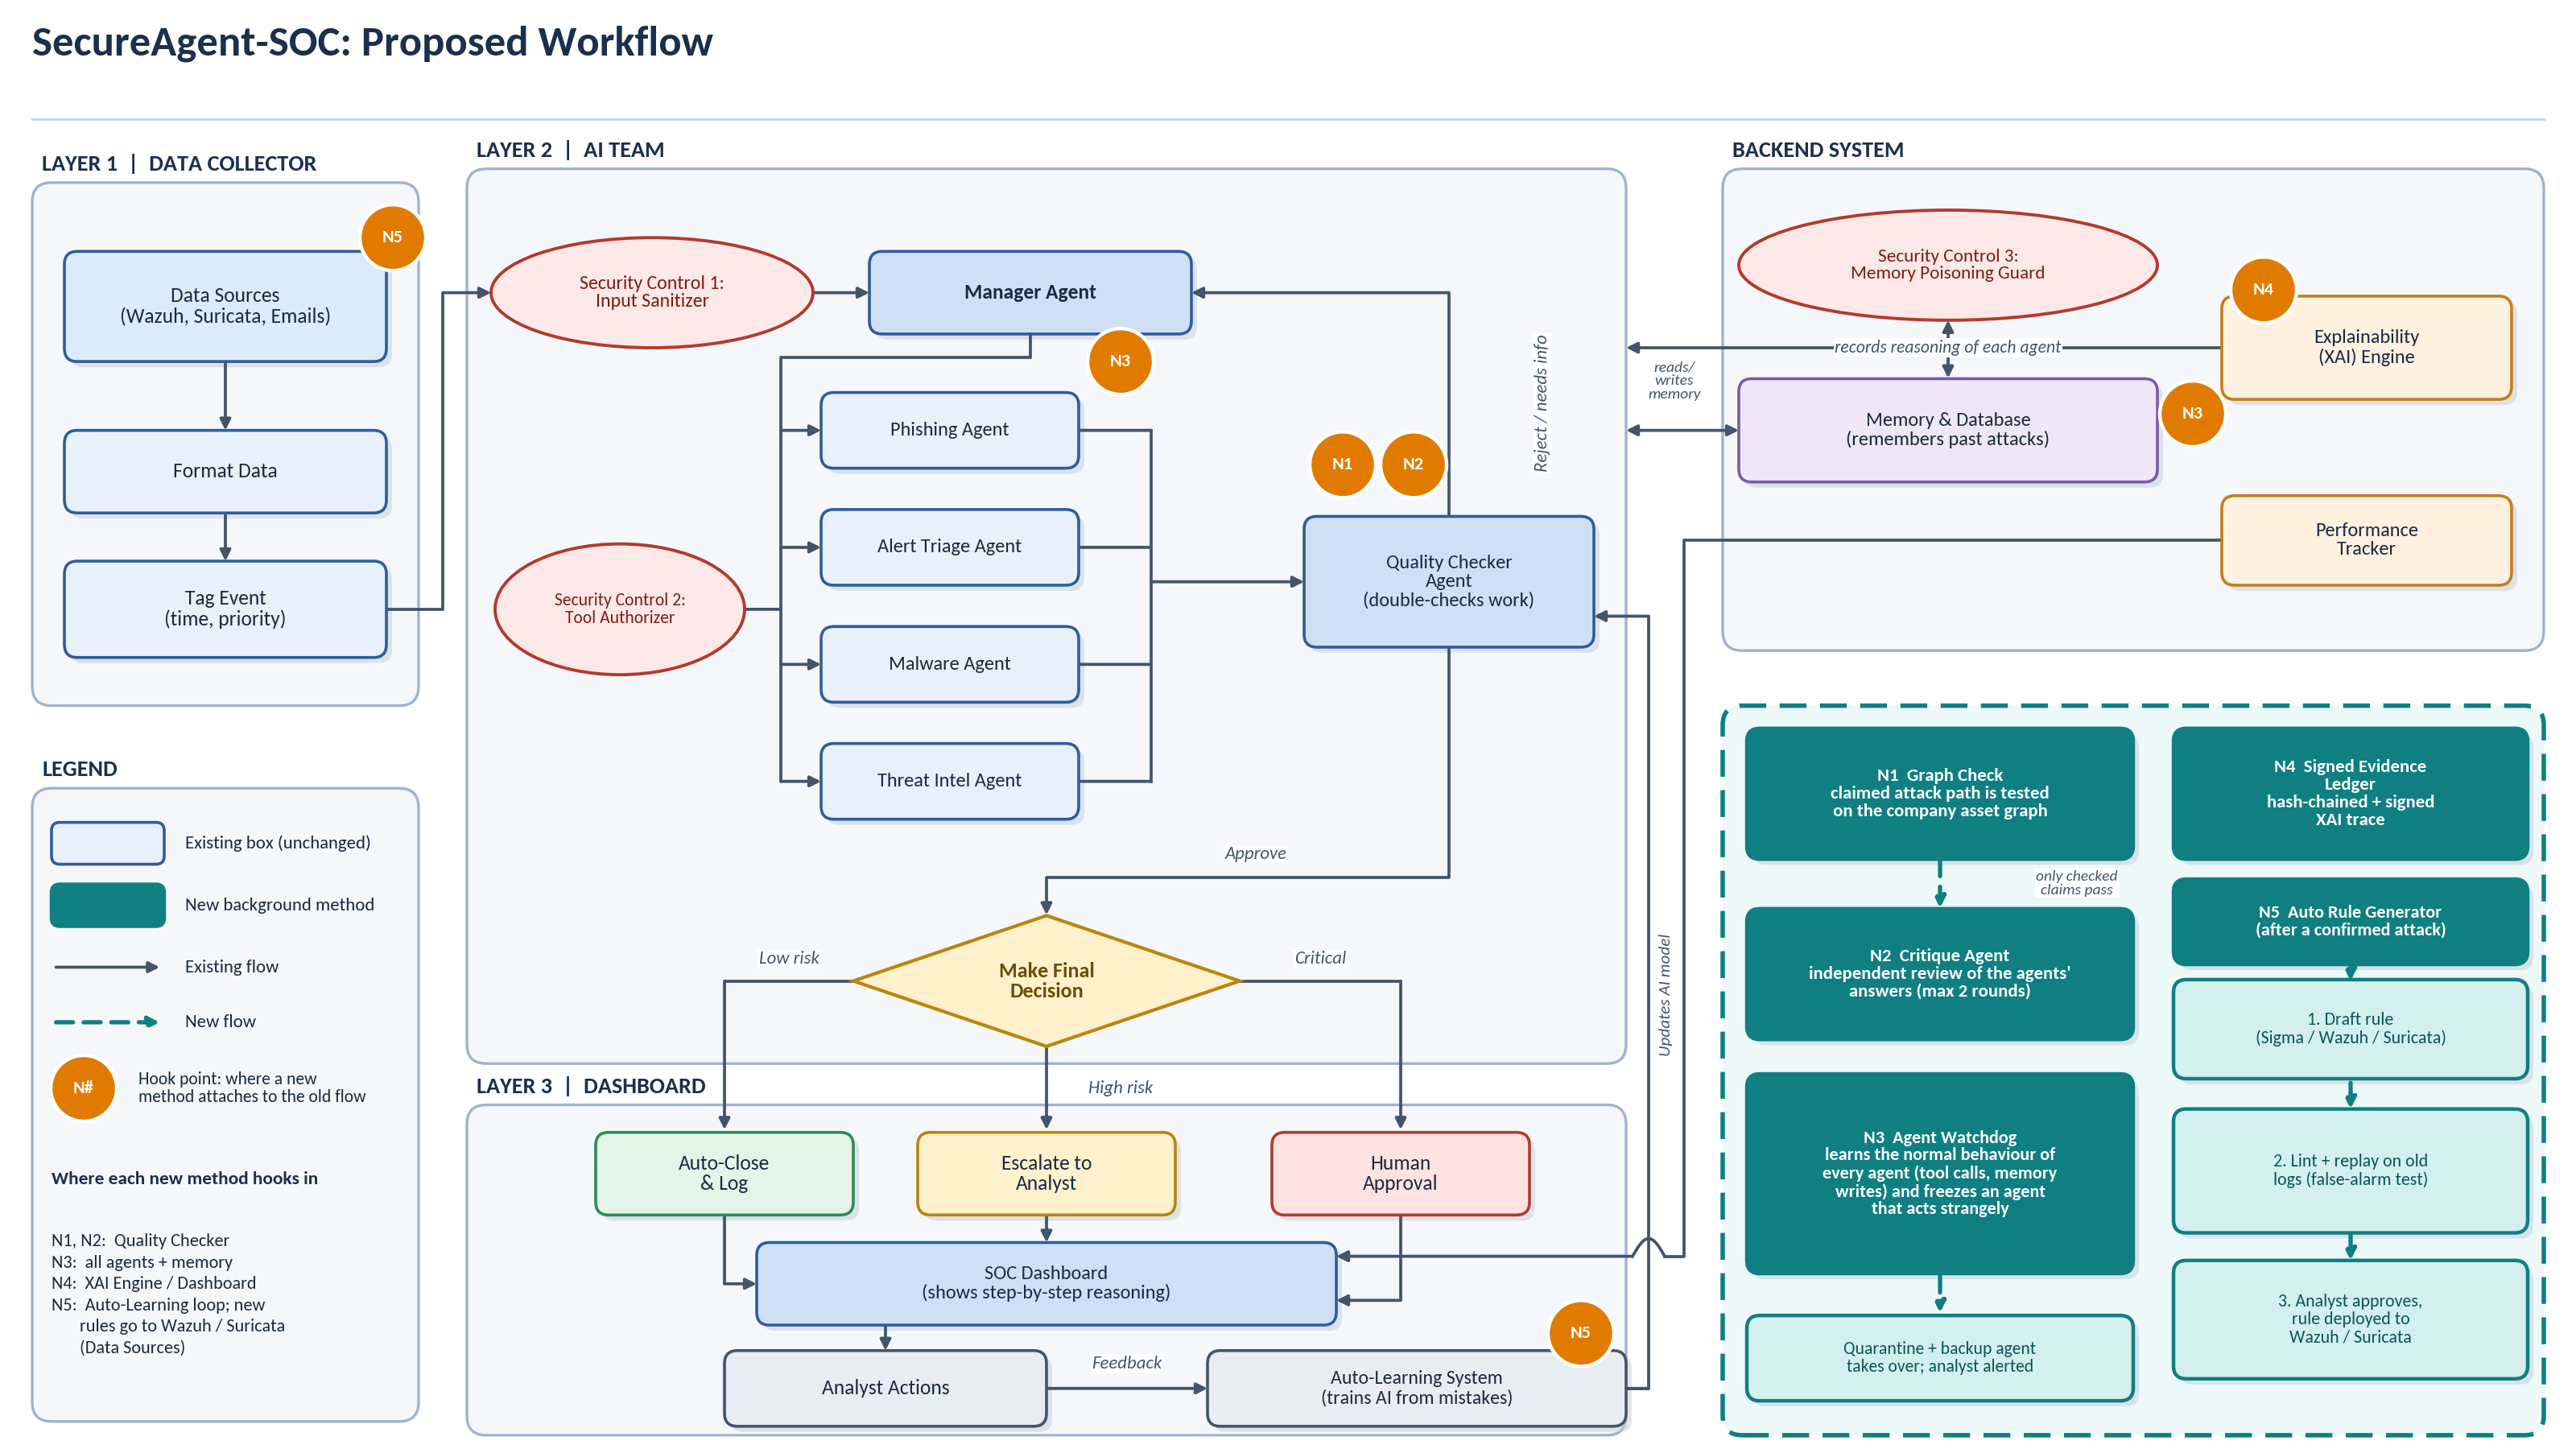 SecureAgent-SOC: Proposed Workflow
LAYER 1 | DATA COLLECTOR
N5
Data Sources
(Wazuh, Suricata, Emails)
Format Data
Tag Event
(time, priority)
LAYER 2 | AI TEAM
Security Control 1:
Input Sanitizer
Manager Agent
N3
Phishing Agent
Alert Triage Agent
Malware Agent
Threat Intel Agent
Security Control 2:
Tool Authorizer
N1
N2
Quality Checker
Agent
(double-checks work)
Reject / needs info
Approve
Make Final
Decision
Low risk
Critical
High risk
BACKEND SYSTEM
Security Control 3:
Memory Poisoning Guard
N4
Explainability
(XAI) Engine
records reasoning of each agent
reads/
writes
memory
Memory & Database
(remembers past attacks)
N3
Performance
Tracker
LEGEND
Existing box (unchanged)
New background method
Existing flow
New flow
N#
Hook point: where a new
method attaches to the old flow
Where each new method hooks in
N1, N2: Quality Checker
N3: all agents + memory
N4: XAI Engine / Dashboard
N5: Auto-Learning loop; new
rules go to Wazuh / Suricata
(Data Sources)
LAYER 3 | DASHBOARD
Auto-Close
& Log
Escalate to
Analyst
Human
Approval
SOC Dashboard
(shows step-by-step reasoning)
Analyst Actions
Feedback
N5
Auto-Learning System
(trains AI from mistakes)
Updates AI model
N1 Graph Check
claimed attack path is tested
on the company asset graph
only checked
claims pass
N2 Critique Agent
independent review of the agents'
answers (max 2 rounds)
N3 Agent Watchdog
learns the normal behaviour of
every agent (tool calls, memory
writes) and freezes an agent
that acts strangely
Quarantine + backup agent
takes over; analyst alerted
N4 Signed Evidence
Ledger
hash-chained + signed
XAI trace
N5 Auto Rule Generator
(after a confirmed attack)
1. Draft rule
(Sigma / Wazuh / Suricata)
2. Lint + replay on old
logs (false-alarm test)
3. Analyst approves,
rule deployed to
Wazuh / Suricata